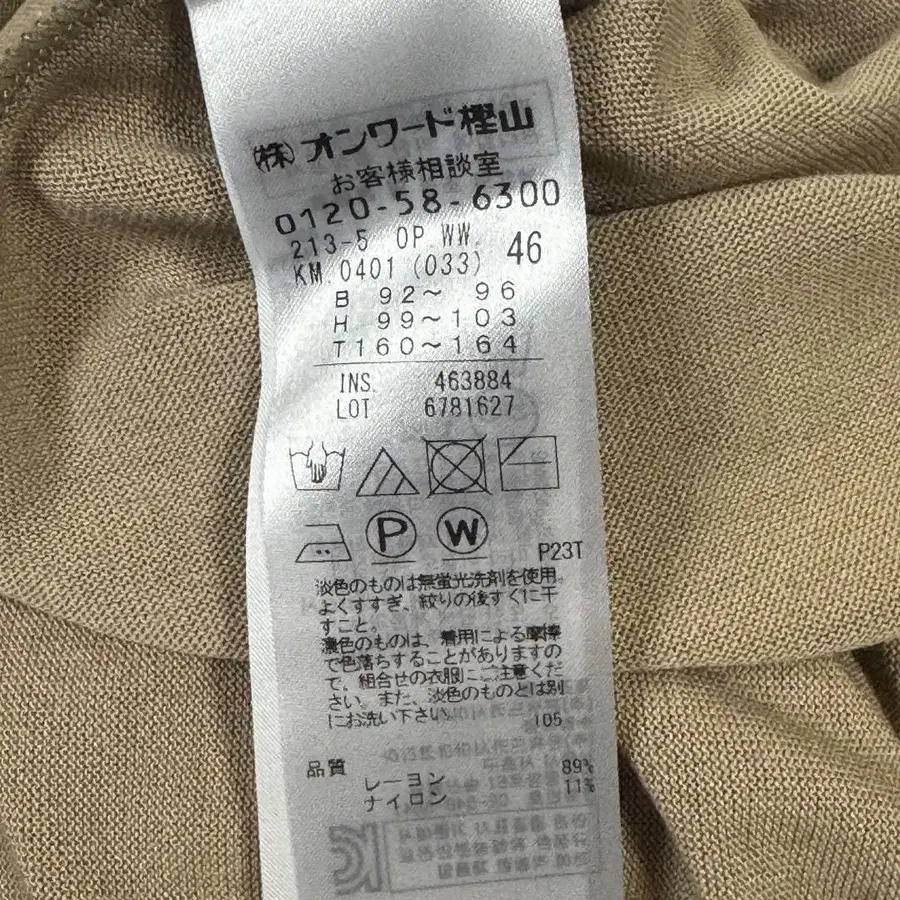 (株)オンワード樫山
お客様相談室
0120-58-6300
213-5 OP.WW.
KM.0401(033) 46
B 92～ 96
H 99～103
T160～164
INS. 463884
LOT 6781627
P W
P23T
淡色のものは無蛍光洗剤を使用
よくすすぎ、絞りの後すぐに干
すこと。
濃色のものは、着用による摩擦
で色落ちすることがありますの
で、組合せの衣服にご注意くだ
さい。また、淡色のものとは別
にお洗い下さい。
105
品質
レーヨン 89%
ナイロン 11%